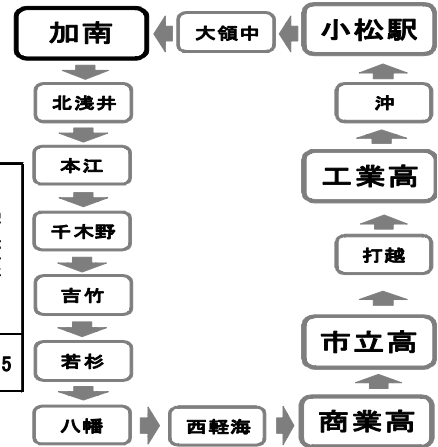 加南
大領中
小松駅
北浅井
沖
本江
工業高
千木野
打越
吉竹
市立高
若杉
5
八幡
西軽海
商業高